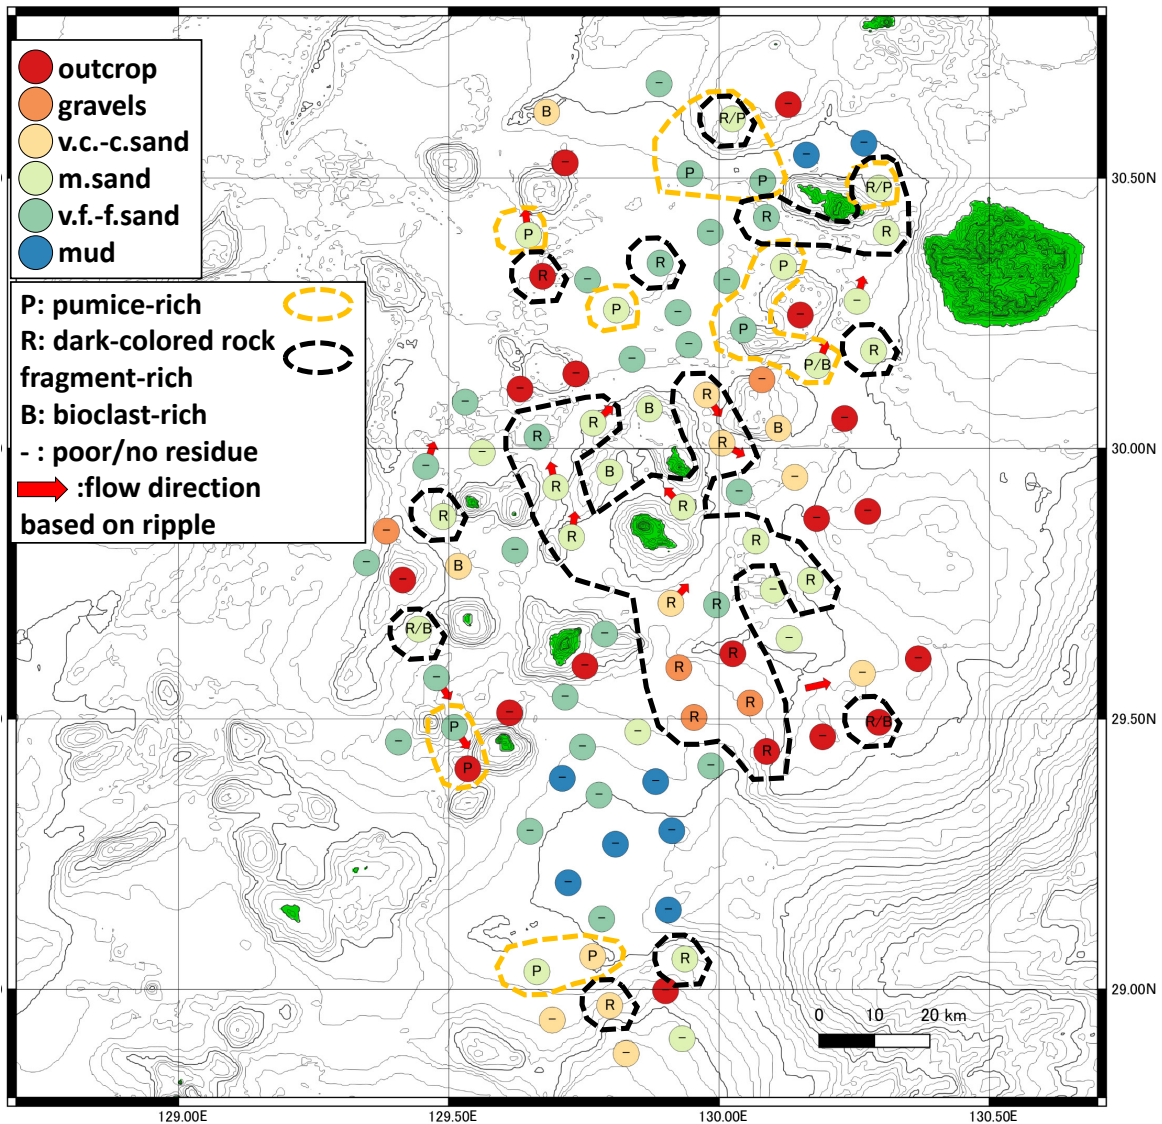 outcrop
gravels
v.c.-c.sand
m.sand
v.f.-f.sand
mud
P: pumice-rich
R: dark-colored rock
fragment-rich
B: bioclast-rich
- : poor/no residue
:flow direction
based on ripple
-
-
B
R/P
-
-
-
P
P
R/P
30.50N
R
- R
P
R
P
R
- -
-
P - -
P
- R
- P/B
- -
- R
- B
-
R
B
R R
- 30.00N
- B -
R -
R -
R -
- R R
-
- B
- R
-
R R
R/B - -
R -
- R -
-
- R
- R R/B 29.50N
P - -
- - R
P -
- -
-
- -
-
-
-
-
P R
P
- 29.00N
R
-
-
-
0 10 20 km
129.00E 129.50E 130.00E 130.50E